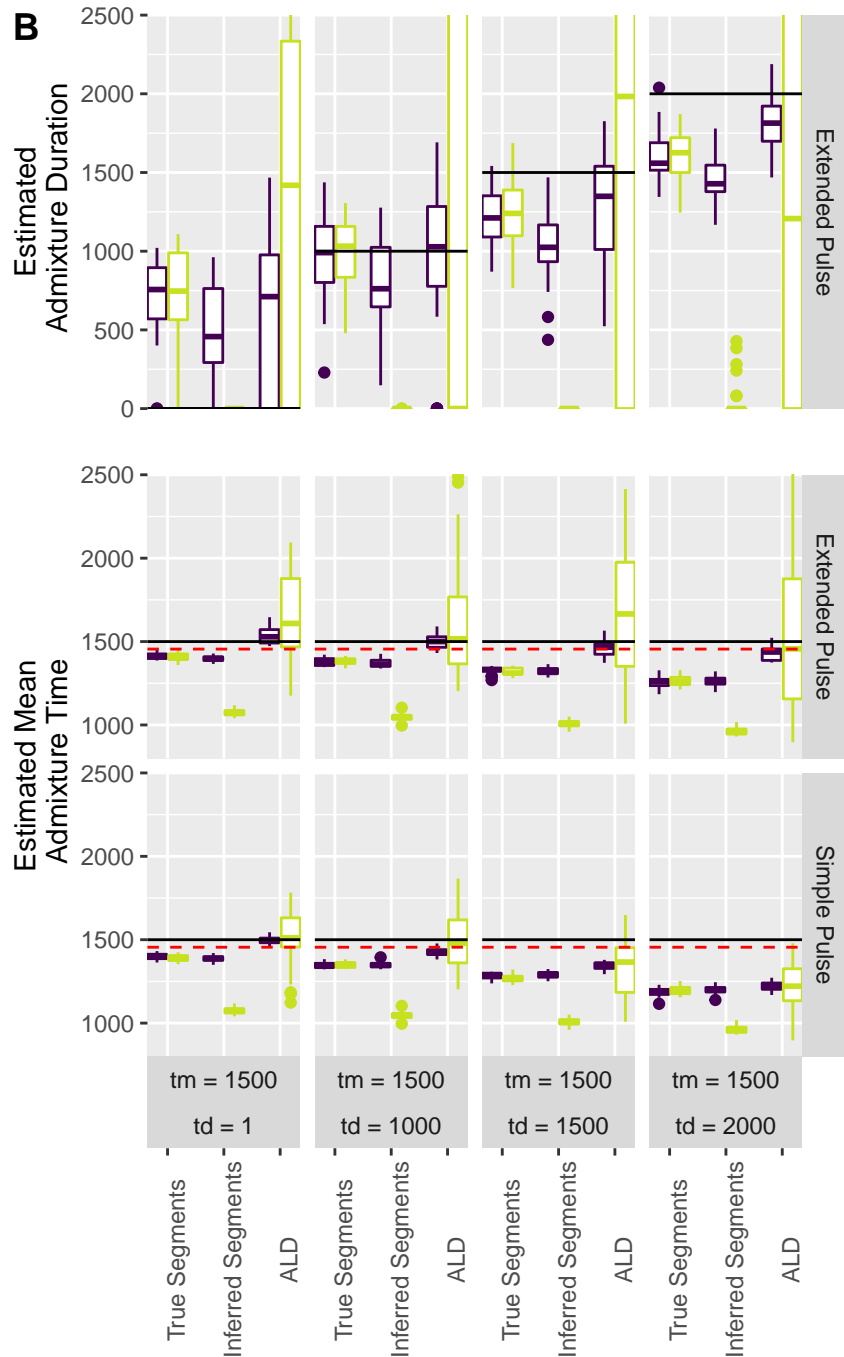 B
Estimated
Admixture Duration
2500
2000
1500
1000
500
0
Extended Pulse
Estimated Mean
Admixture Time
2500
2000
1500
1000
Extended Pulse
2500
2000
1500
1000
Simple Pulse
tm = 1500
tm = 1500
tm = 1500
tm = 1500
td = 1
td = 1000
td = 1500
td = 2000
True Segments
Inferred Segments
ALD
True Segments
Inferred Segments
ALD
True Segments
Inferred Segments
ALD
True Segments
Inferred Segments
ALD